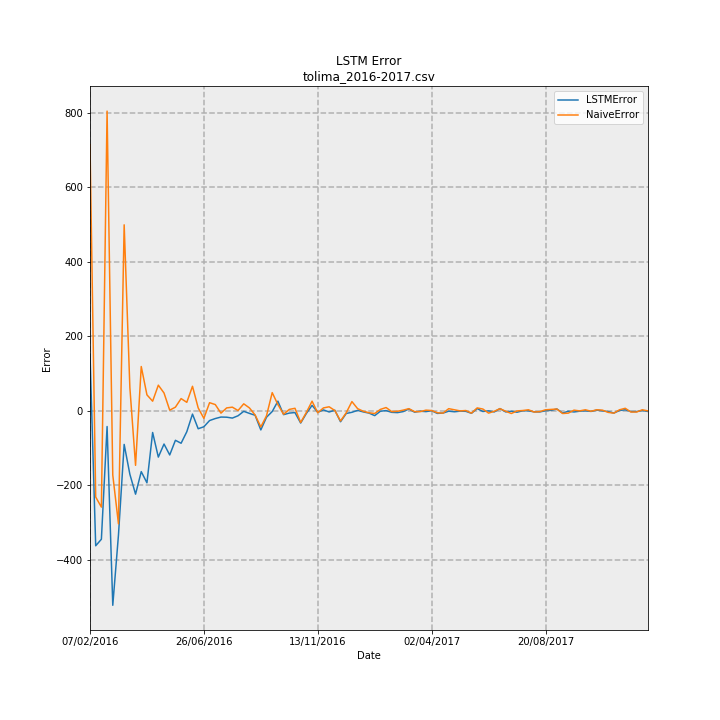 LSTM Error
tolima_2016-2017.csv
LSTMError
NaiveError
800
600
400
200
0
−200
−400
Error
07/02/2016 26/06/2016 13/11/2016 02/04/2017 20/08/2017
Date